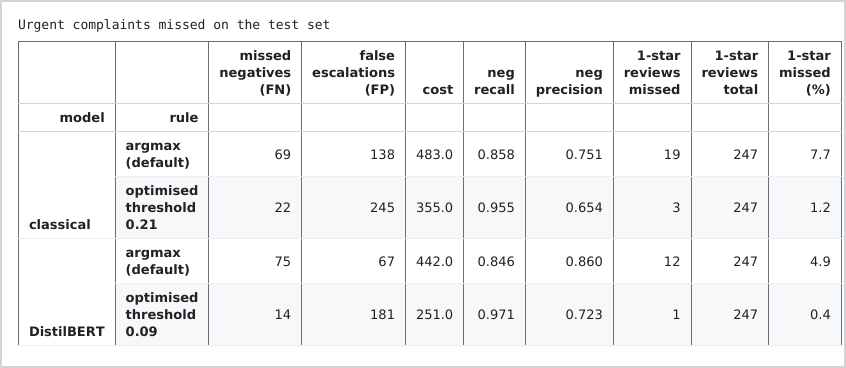 Urgent complaints missed on the test set
missed negatives (FN) false escalations (FP) cost neg recall neg precision 1-star reviews missed 1-star reviews total 1-star missed (%)
model rule
classical argmax (default) 69 138 483.0 0.858 0.751 19 247 7.7
optimised threshold 0.21 22 245 355.0 0.955 0.654 3 247 1.2
DistilBERT argmax (default) 75 67 442.0 0.846 0.860 12 247 4.9
optimised threshold 0.09 14 181 251.0 0.971 0.723 1 247 0.4